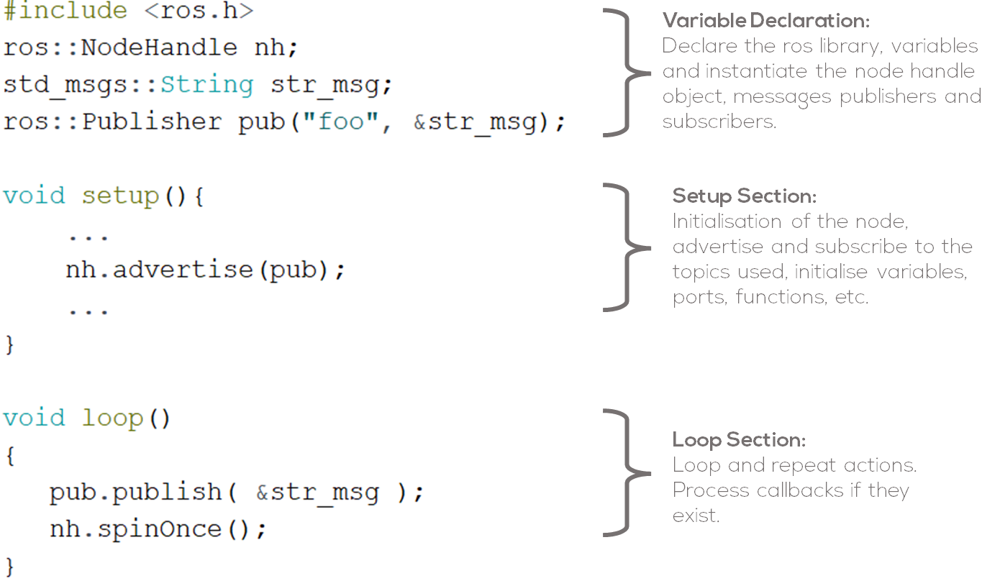 #include <ros.h>
ros::NodeHandle nh;
std_msgs::String str_msg;
ros::Publisher pub("foo", &str_msg);
Variable Declaration:
Declare the ros library, variables
and instantiate the node handle
object, messages publishers and
subscribers.
void setup(){
...
nh.advertise(pub);
...
}
Setup Section:
Initialisation of the node,
advertise and subscribe to the
topics used, initialise variables,
ports, functions, etc.
void loop()
{
pub.publish( &str_msg );
nh.spinOnce();
}
Loop Section:
Loop and repeat actions.
Process callbacks if they
exist.